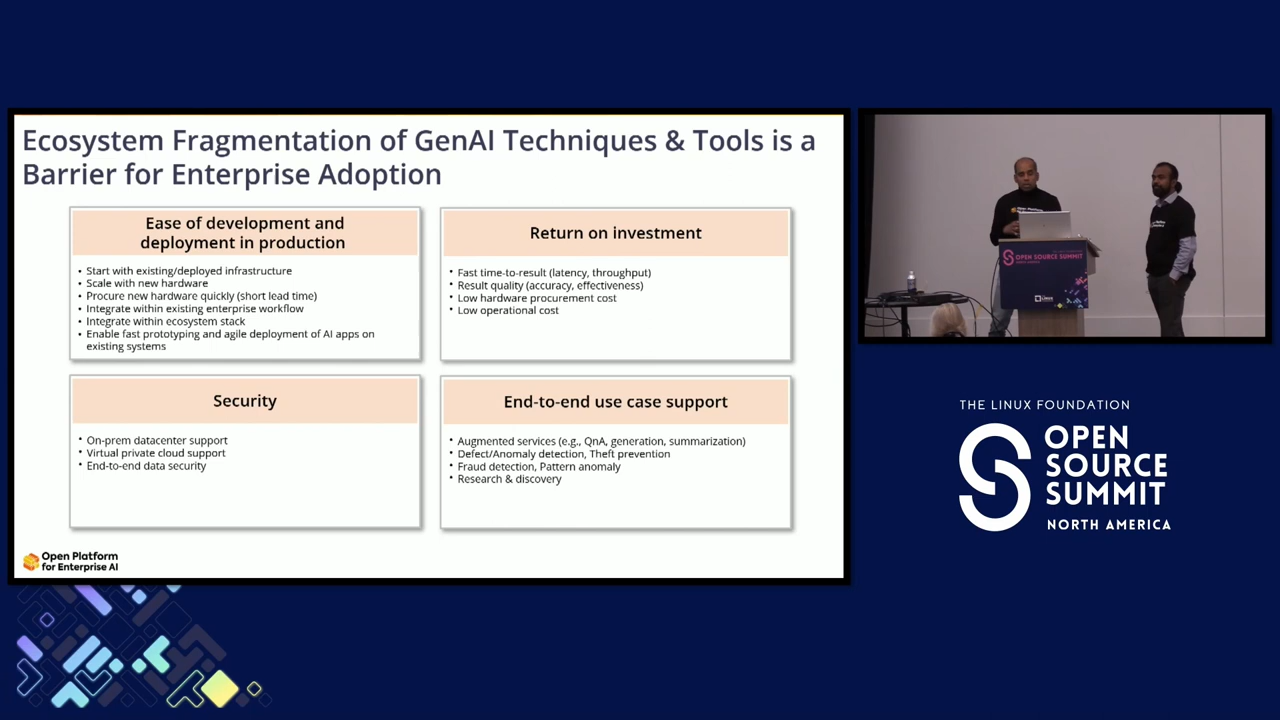 Ecosystem Fragmentation of GenAI Techniques & Tools is a
Barrier for Enterprise Adoption
Ease of development and
deployment in production
• Start with existing/deployed infrastructure
• Scale with new hardware
• Procure new hardware quickly (short lead time)
• Integrate within existing enterprise workflow
• Integrate within ecosystem stack
• Enable fast prototyping and agile deployment of AI apps on
existing systems
Return on investment
• Fast time-to-result (latency, throughput)
• Result quality (accuracy, effectiveness)
• Low hardware procurement cost
• Low operational cost
Security
• On-prem datacenter support
• Virtual private cloud support
• End-to-end data security
End-to-end use case support
• Augmented services (e.g., QnA, generation, summarization)
• Defect/Anomaly detection, Theft prevention
• Fraud detection, Pattern anomaly
• Research & discovery
Open Platform
for Enterprise AI
OPEN SOURCE SUMMIT
THE LINUX FOUNDATION
OPEN
SOURCE
SUMMIT
NORTH AMERICA